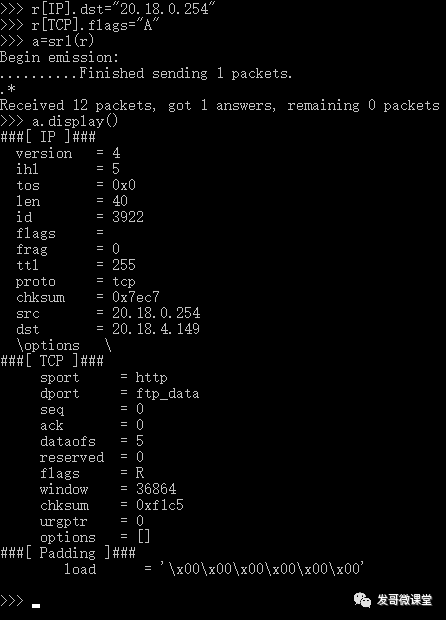 >>> r[IP].dst="20.18.0.254"
>>> r[TCP].flags="A"
>>> a=sr1(r)
Begin emission:
..........Finished sending 1 packets.
.*
Received 12 packets, got 1 answers, remaining 0 packets
>>> a.display()
###[ IP ]###
  version   = 4
  ihl       = 5
  tos       = 0x0
  len       = 40
  id        = 3922
  flags     =
  frag      = 0
  ttl       = 255
  proto     = tcp
  chksum    = 0x7ec7
  src       = 20.18.0.254
  dst       = 20.18.4.149
  \options   \
###[ TCP ]###
     sport     = http
     dport     = ftp_data
     seq       = 0
     ack       = 0
     dataofs   = 5
     reserved  = 0
     flags     = R
     window    = 36864
     chksum    = 0xf1c5
     urgptr    = 0
     options   = []
###[ Padding ]###
        load      = '\x00\x00\x00\x00\x00\x00'
>>>
发哥微课堂